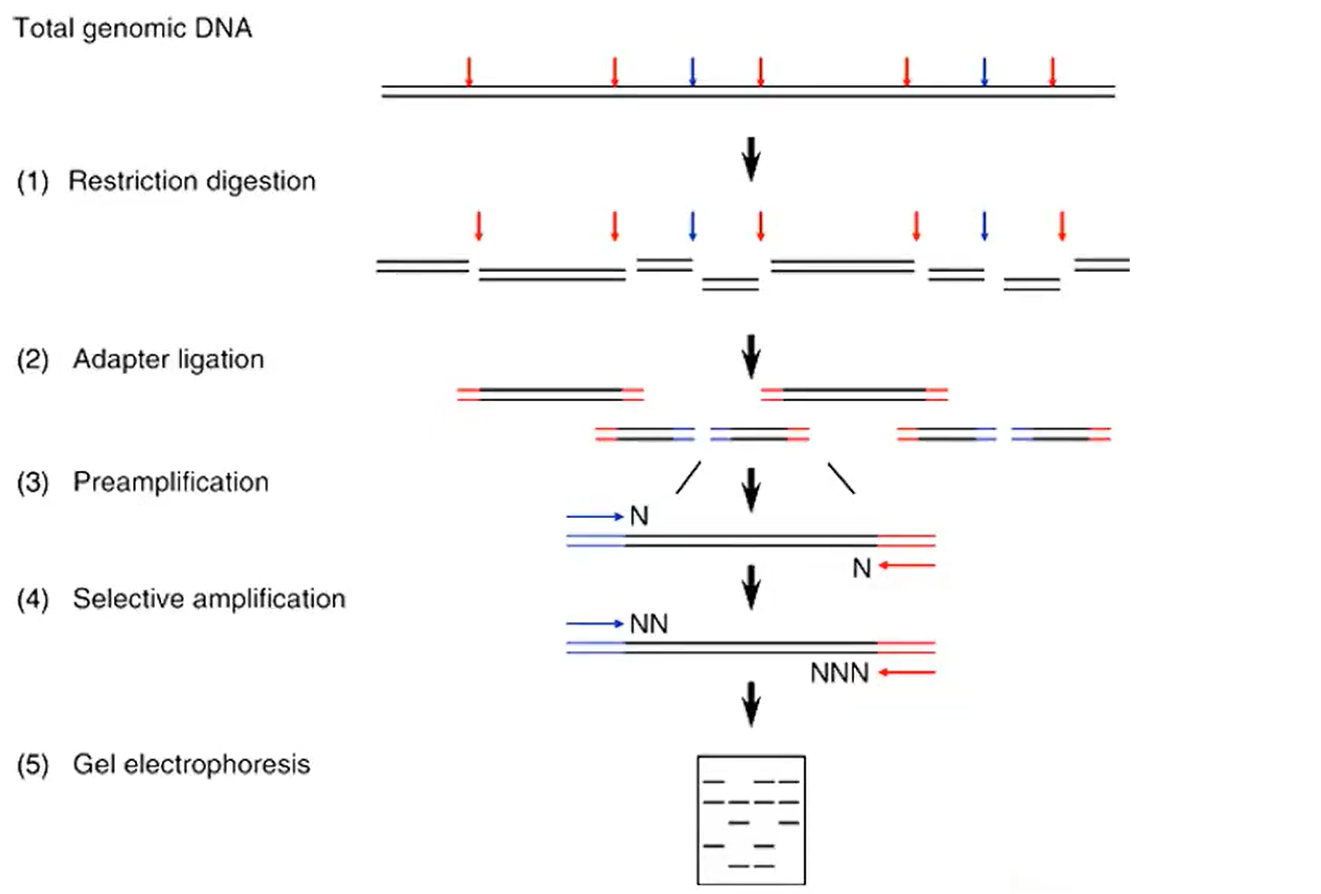 Total genomic DNA
(1) Restriction digestion
(2) Adapter ligation
(3) Preamplification
N
N
(4) Selective amplification
NN
NNN
(5) Gel electrophoresis